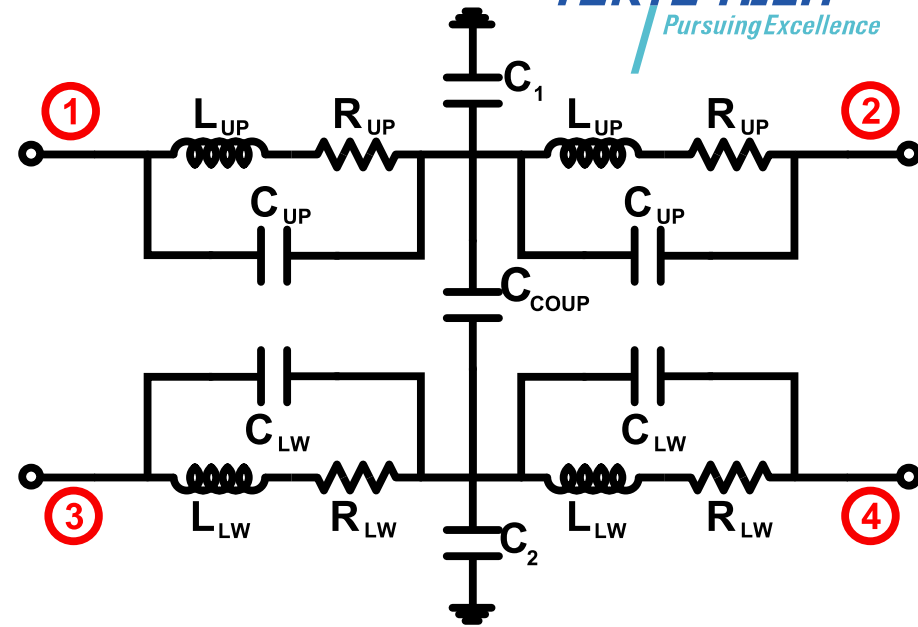 Pursuing Excellence
C1
1
LUP
RUP
LUP
RUP
2
CUP
CUP
CCOUP
CLW
CLW
3
LLW
RLW
LLW
RLW
4
C2